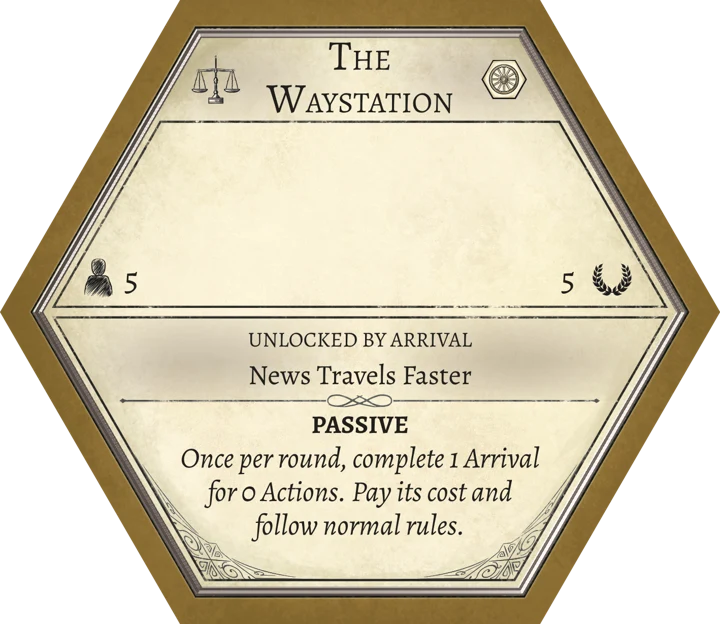 The
Waystation
5
5
UNLOCKED BY ARRIVAL
News Travels Faster
PASSIVE
Once per round, complete 1 Arrival
for 0 Actions. Pay its cost and
follow normal rules.